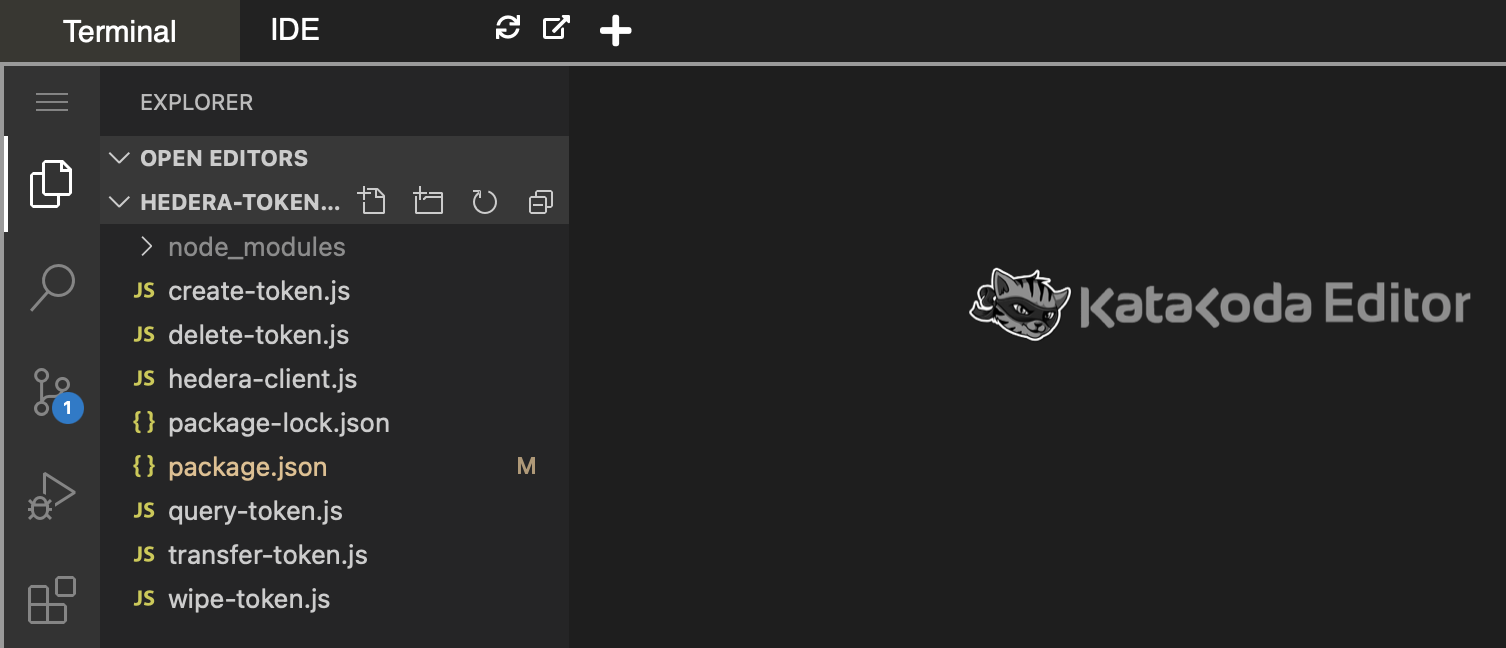 Terminal IDE
EXPLORER
OPEN EDITORS
HEDERA-TOKEN...
node_modules
JS create-token.js
JS delete-token.js
JS hedera-client.js
1
{} package-lock.json
{} package.json M
JS query-token.js
JS transfer-token.js
JS wipe-token.js
Katakoda Editor